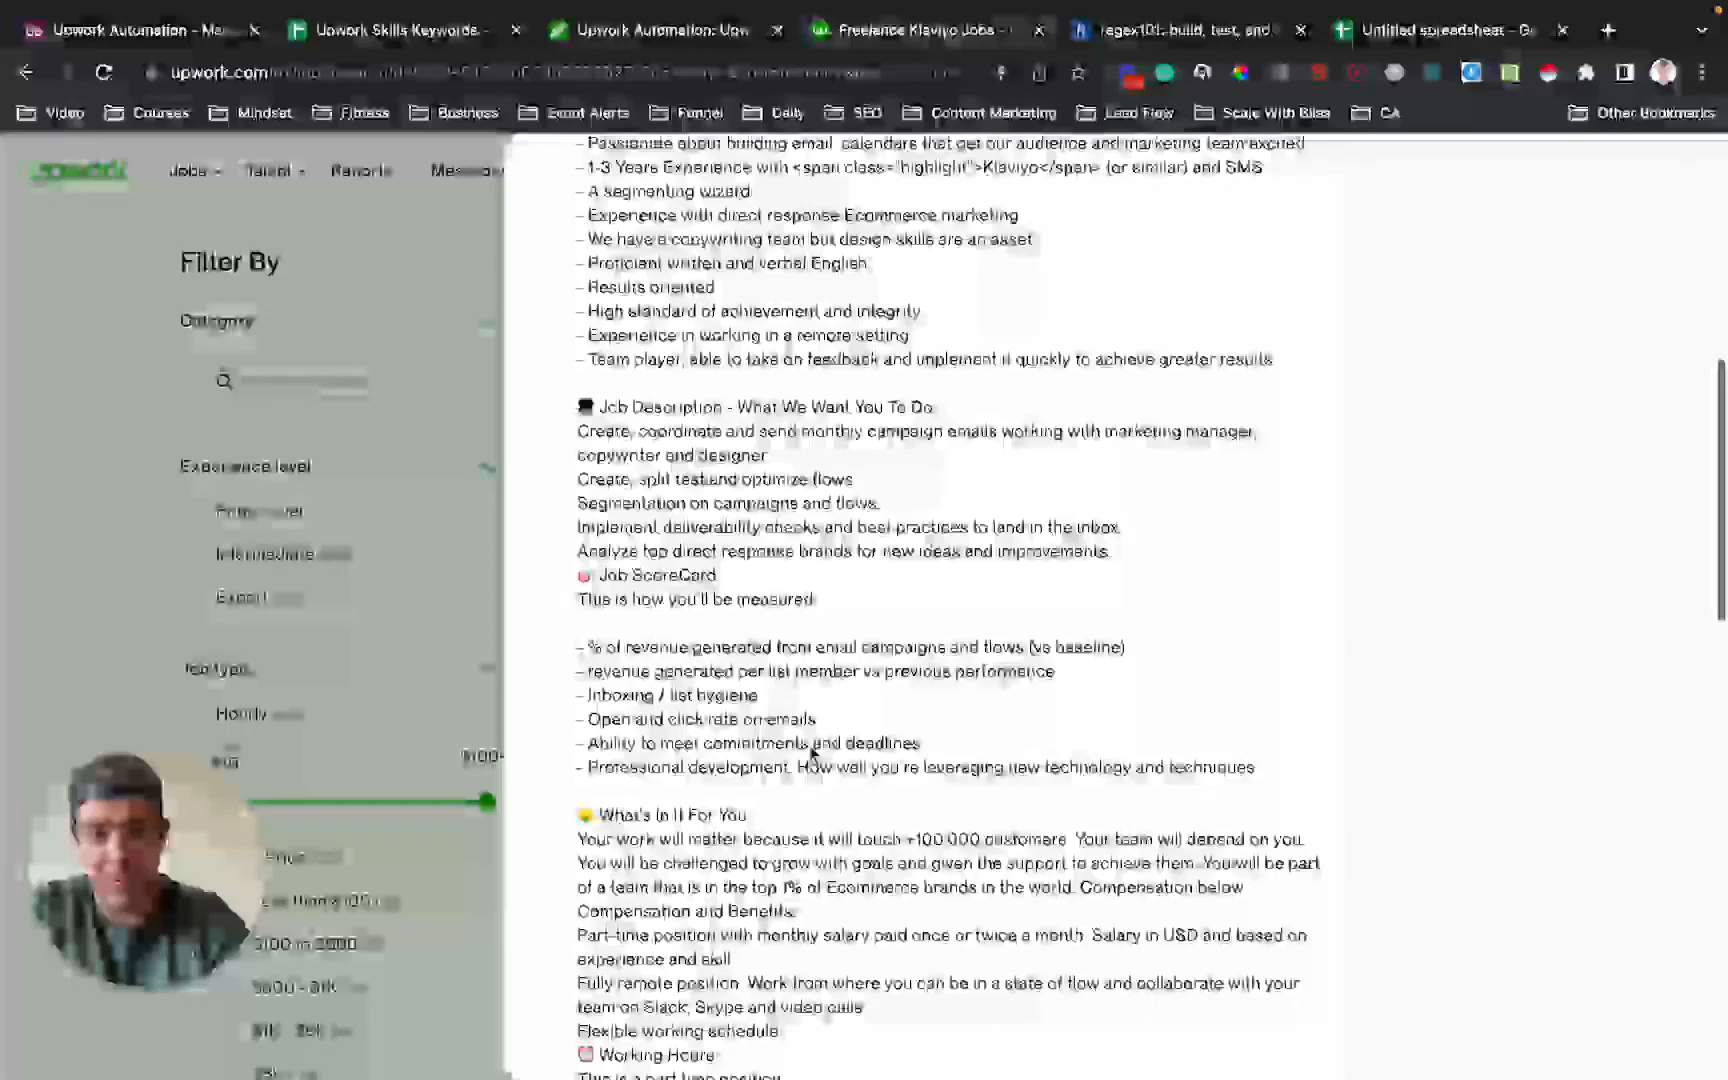 Upwork Automation - Ma
Upwork Skills Keywords -
Upwork Automation: Upw
Freelance Klaviyo Jobs -
regex101: build, test, and
Untitled spreadsheet - Go
upwork.com
Video
Courses
Mindset
Fitness
Business
Email Alerts
Funnel
Daily
SEO
Content Marketing
Lead Flow
Scale With Bliss
CA
Other Bookmarks
Jobs
Talent
Reports
Filter By
Category
Experience level
Entry level
Intermediate
Expert
Job type
Hourly
$100 to $500
- Passionate about building email calendars that get our audience and marketing team excited
- 1-3 Years Experience with <span class="highlight">Klaviyo</span> (or similar) and SMS
- A segmenting wizard
- Experience with direct response Ecommerce marketing
- We have a copywriting team but design skills are an asset
- Proficient written and verbal English
- Results oriented
- High standard of achievement and integrity
- Experience in working in a remote setting
- Team player, able to take on feedback and implement it quickly to achieve greater results
Job Description - What We Want You To Do
Create, coordinate and send monthly campaign emails working with marketing manager,
copywriter and designer
Create, split test and optimize flows
Segmentation on campaigns and flows.
Implement deliverability checks and best practices to land in the inbox
Analyze top direct response brands for new ideas and improvements.
Job ScoreCard
This is how you'll be measured
- % of revenue generated from email campaigns and flows (vs baseline)
- revenue generated per list member vs previous performance
- Inboxing / list hygiene
- Open and click rate on emails
- Ability to meet commitments and deadlines
- Professional development. How well you're leveraging new technology and techniques
What's In It For You
Your work will matter because it will touch +100,000 customers. Your team will depend on you.
You will be challenged to grow with goals and given the support to achieve them. You will be part
of a team that is in the top 1% of Ecommerce brands in the world. Compensation below
Compensation and Benefits:
Part-time position with monthly salary paid once or twice a month. Salary in USD and based on
experience and skill
Fully remote position. Work from where you can be in a state of flow and collaborate with your
team on Slack, Skype and video calls
Flexible working schedule
Working Hours
This is a part time position